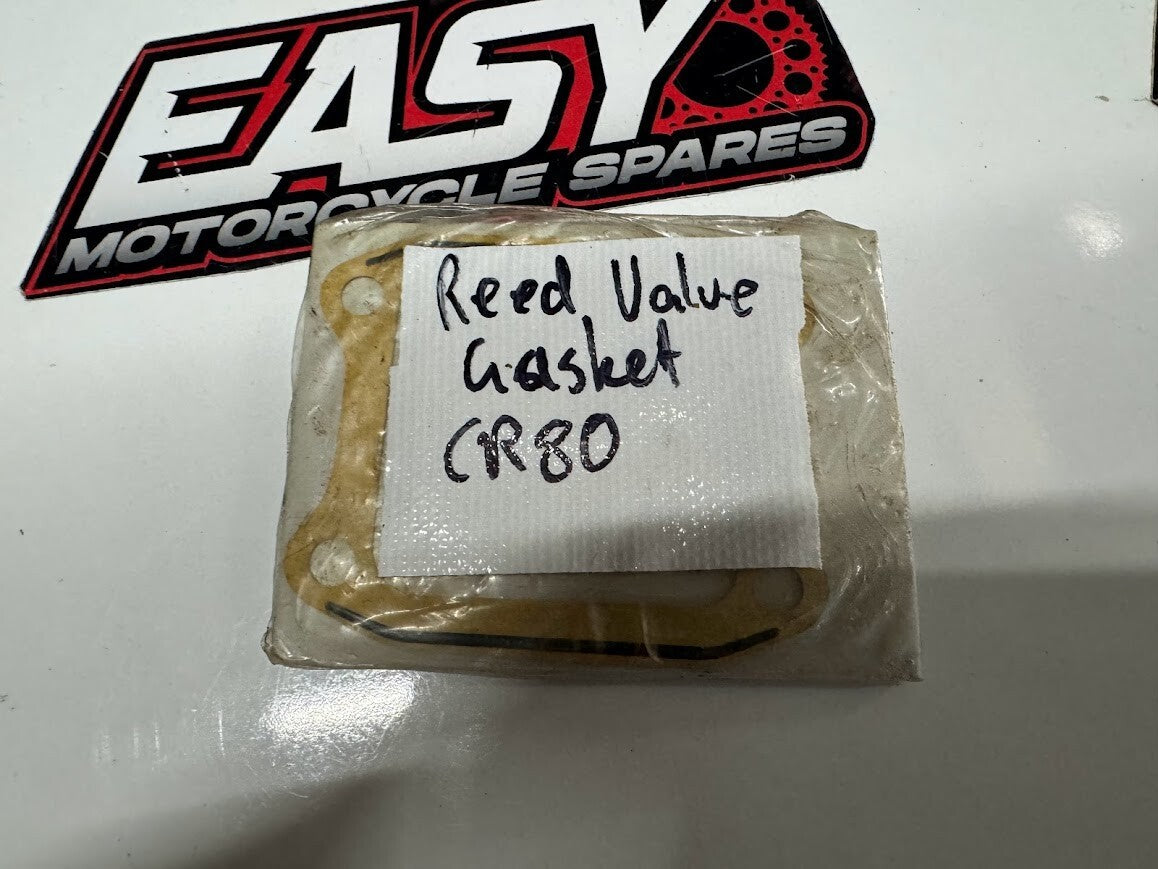 EASY
MOTORCYCLE SPARES
Reed Valve
Gasket
CR80